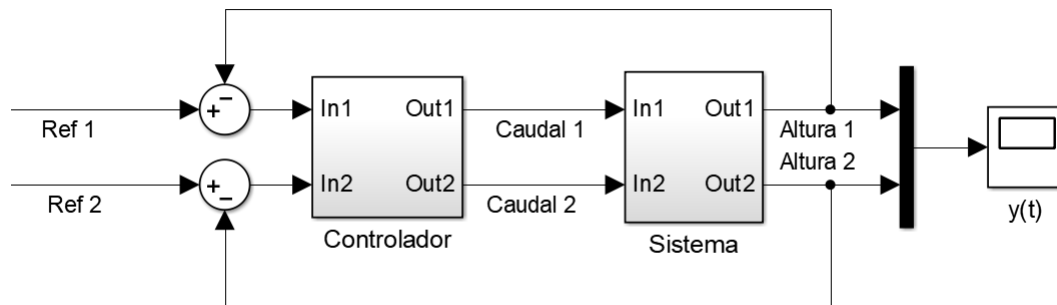 Ref 1
Ref 2
+ −
+ −
In1 Out1
In2 Out2
Controlador
Caudal 1
Caudal 2
In1 Out1
In2 Out2
Sistema
Altura 1
Altura 2
y(t)